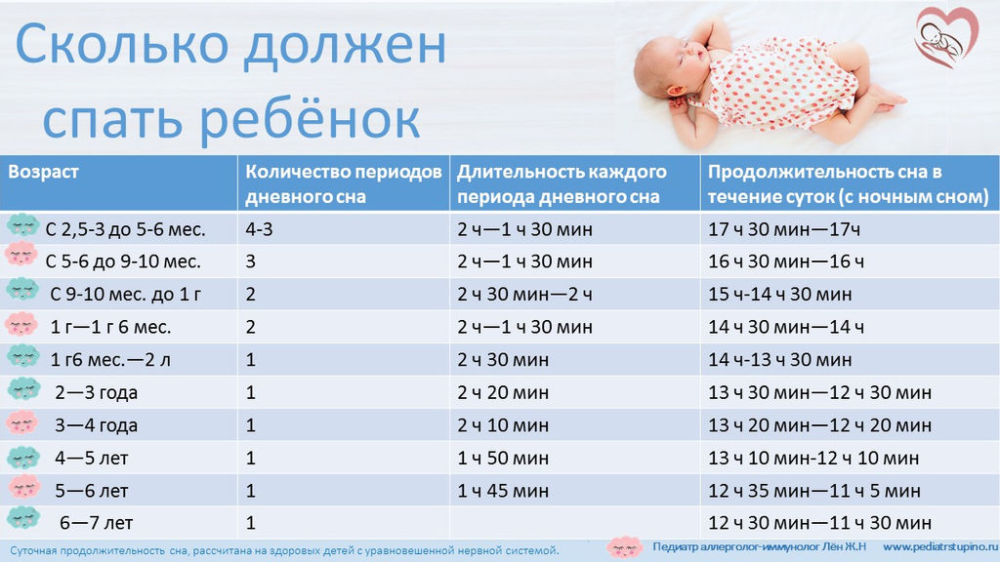 Сколько должен
спать ребёнок
Возраст
Количество периодов дневного сна
Длительность каждого периода дневного сна
Продолжительность сна в течение суток (с ночным сном)
С 2,5-3 до 5-6 мес. 4-3 2 ч—1 ч 30 мин 17 ч 30 мин—17ч
С 5-6 до 9-10 мес. 3 2 ч—1 ч 30 мин 16 ч 30 мин—16 ч
С 9-10 мес. до 1 г 2 2 ч 30 мин—2 ч 15 ч-14 ч 30 мин
1 г—1 г 6 мес. 2 2 ч—1 ч 30 мин 14 ч 30 мин—14 ч
1 г6 мес.—2 л 1 2 ч 30 мин 14 ч-13 ч 30 мин
2—3 года 1 2 ч 20 мин 13 ч 30 мин—12 ч 30 мин
3—4 года 1 2 ч 10 мин 13 ч 20 мин—12 ч 20 мин
4—5 лет 1 1 ч 50 мин 13 ч 10 мин-12 ч 10 мин
5—6 лет 1 1 ч 45 мин 12 ч 35 мин—11 ч 5 мин
6—7 лет 1 12 ч 30 мин—11 ч 30 мин
Суточная продолжительность сна, рассчитана на здоровых детей с уравновешенной нервной системой.
Педиатр аллерголог-иммунолог Лён Ж.Н www.pediatrstupino.ru